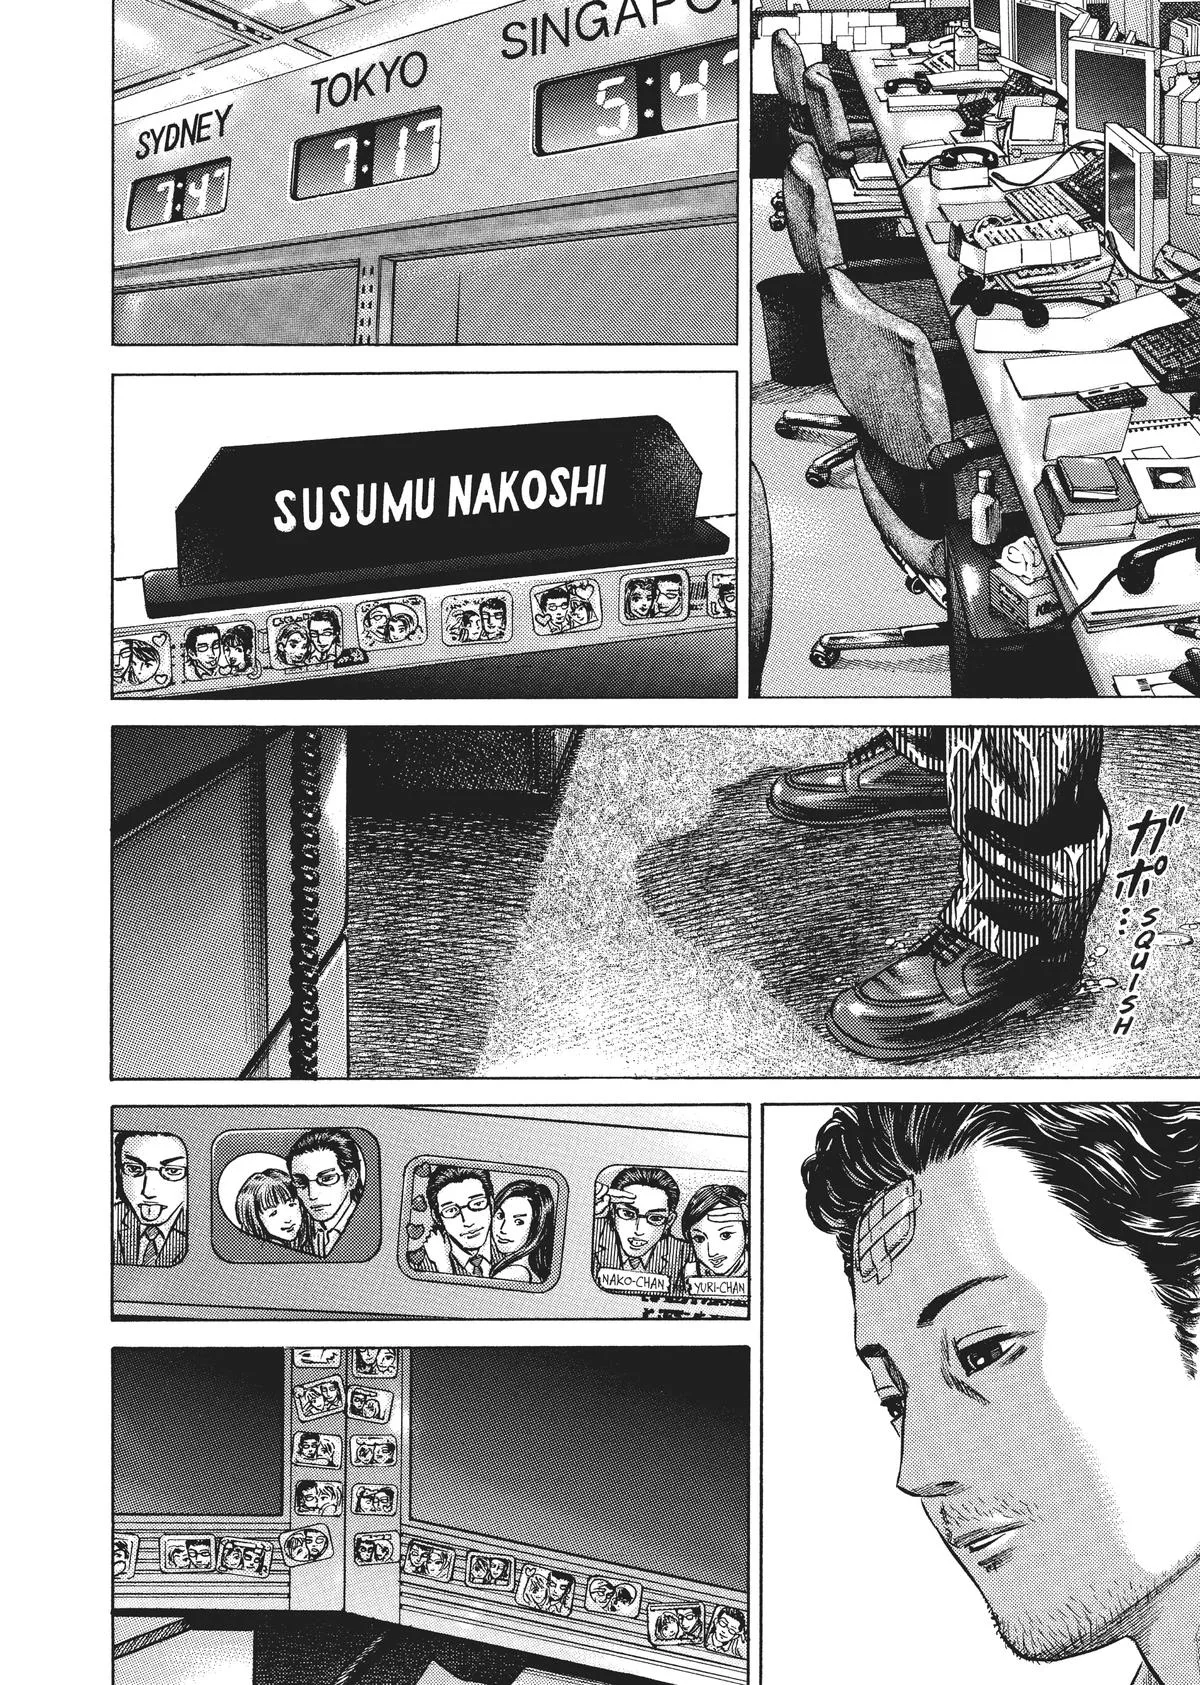 SYDNEY
7:47
TOKYO
7:17
SINGAPO
5:4
SUSUMU NAKOSHI
ガポ…
SQUISH
NAKO-CHAN
YURI-CHAN